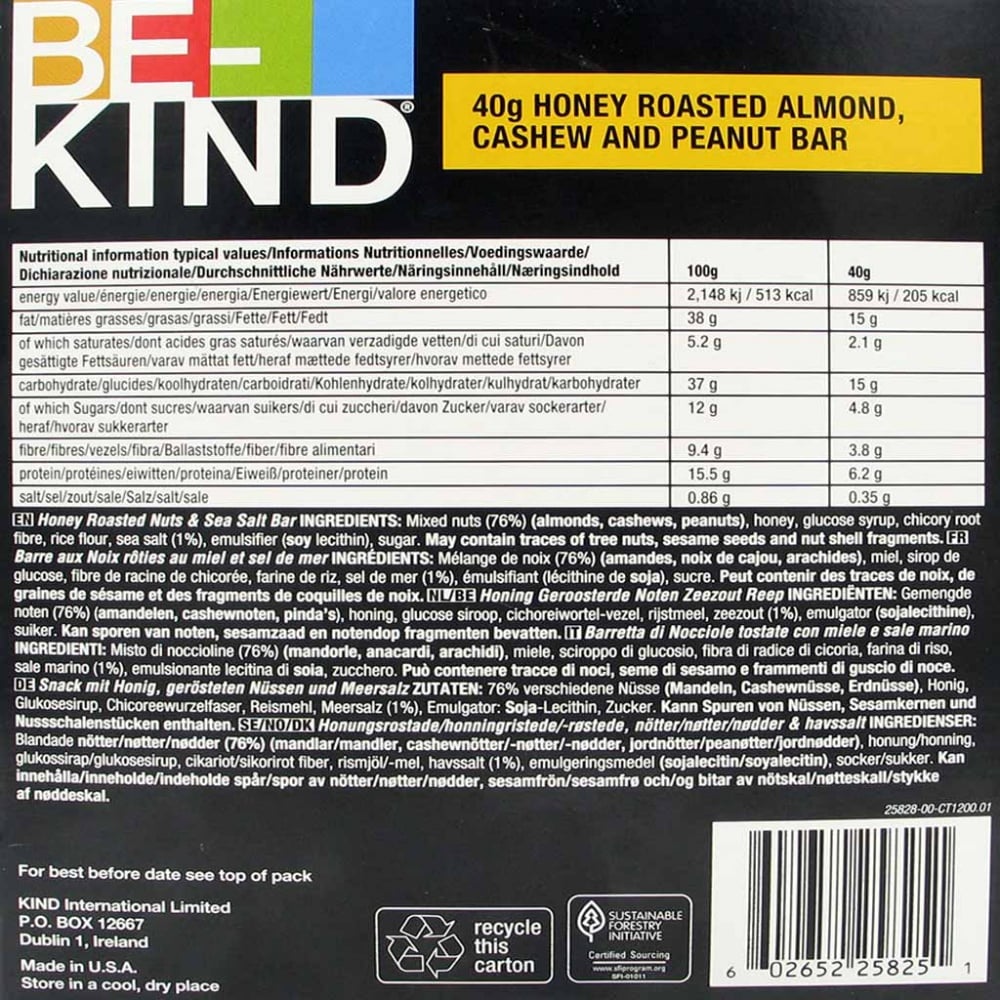 BE-
KIND®
40g HONEY ROASTED ALMOND,
CASHEW AND PEANUT BAR
Nutritional information typical values/Informations Nutritionnelles/Voedingswaarde/
Dichiarazione nutrizionale/Durchschnittliche Nährwerte/Näringsinnehåll/Næringsindhold 100g 40g
energy value/énergie/energie/energia/Energiewert/Energi/valore energetico 2,148 kj / 513 kcal 859 kj / 205 kcal
fat/matières grasses/grasas/grassi/Fette/Fett/Fedt 38 g 15 g
of which saturates/dont acides gras saturés/waarvan verzadigde vetten/di cui saturi/Davon 5.2 g 2.1 g
gesättigte Fettsäuren/varav mättat fett/heraf mættede fedtsyrer/hvorav mettede fettsyrer
carbohydrate/glucides/koolhydraten/carboidrati/Kohlenhydrate/kolhydrater/kulhydrat/karbohydrater 37 g 15 g
of which Sugars/dont sucres/waarvan suikers/di cui zuccheri/davon Zucker/varav sockerarter/ 12 g 4.8 g
heraf/hvorav sukkerarter
fibre/fibres/vezels/fibra/Ballaststoffe/fiber/fibre alimentari 9.4 g 3.8 g
protein/protéines/eiwitten/proteina/Eiweiß/proteiner/protein 15.5 g 6.2 g
salt/sel/zout/sale/Salz/salt/sale 0.86 g 0.35 g
EN Honey Roasted Nuts & Sea Salt Bar INGREDIENTS: Mixed nuts (76%) (almonds, cashews, peanuts), honey, glucose syrup, chicory root
fibre, rice flour, sea salt (1%), emulsifier (soy lecithin), sugar. May contain traces of tree nuts, sesame seeds and nut shell fragments. FR
Barre aux Noix rôties au miel et sel de mer INGRÉDIENTS: Mélange de noix (76%) (amandes, noix de cajou, arachides), miel, sirop de
glucose, fibre de racine de chicorée, farine de riz, sel de mer (1%), émulsifiant (lécithine de soja), sucre. Peut contenir des traces de noix, de
graines de sésame et des fragments de coquilles de noix. NL/BE Honing Geroosterde Noten Zeezout Reep INGREDIËNTEN: Gemengde
noten (76%) (amandelen, cashewnoten, pinda's), honing, glucose siroop, cichoreiwortel-vezel, rijstmeel, zeezout (1%), emulgator (sojalecithine),
suiker. Kan sporen van noten, sesamzaad en notendop fragmenten bevatten. IT Barretta di Nocciole tostate con miele e sale marino
INGREDIENTI: Misto di noccioline (76%) (mandorle, anacardi, arachidi), miele, sciroppo di glucosio, fibra di radice di cicoria, farina di riso,
sale marino (1%), emulsionante lecitina di soia, zucchero. Può contenere tracce di noci, seme di sesamo e frammenti di guscio di noce.
DE Snack mit Honig, gerösteten Nüssen und Meersalz ZUTATEN: 76% verschiedene Nüsse (Mandeln, Cashewnüsse, Erdnüsse), Honig,
Glukosesirup, Chicoreewurzelfaser, Reismehl, Meersalz (1%), Emulgator: Soja-Lecithin, Zucker. Kann Spuren von Nüssen, Sesamkernen und
Nussschalenstücken enthalten. SE/NO/DK Honungsrostade/honningristede/-røstede, nötter/nøtter/nødder & havssalt INGREDIENSER:
Blandade nötter/nøtter/nødder (76%) (mandlar/mandler, cashewnötter/-nøtter/-nødder, jordnötter/peanøtter/jordnødder), honung/honning,
glukossirap/glukosesirup, cikariot/sikorirot fiber, rismjöl/-mel, havssalt (1%), emulgeringsmedel (sojalecitin/soyalecitin), socker/sukker. Kan
innehålla/inneholde/indeholde spår/spor av nötter/nøtter/nødder, sesamfrön/sesamfrø och/og bitar av nötskal/nøtteskall/stykke
af nøddeskal.
25828-00-CT1200.01
For best before date see top of pack
KIND International Limited
P.O. BOX 12667
Dublin 1, Ireland
Made in U.S.A.
Store in a cool, dry place
recycle
this
carton
SUSTAINABLE
FORESTRY
INITIATIVE
Certified Sourcing
www.sfiprogram.org
SFI-01011
6 02652 25825 1